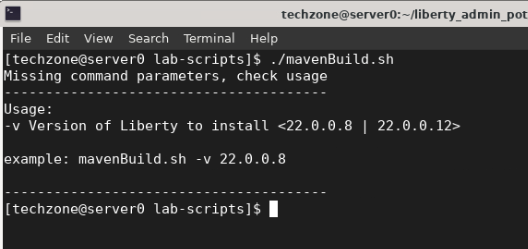 techzone@server0:~/liberty_admin_pot
File Edit View Search Terminal Help
[techzone@server0 lab-scripts]$ ./mavenBuild.sh
Missing command parameters, check usage
---------------------------------------
Usage:
-v Version of Liberty to install <22.0.0.8 | 22.0.0.12>
example: mavenBuild.sh -v 22.0.0.8
---------------------------------------
[techzone@server0 lab-scripts]$